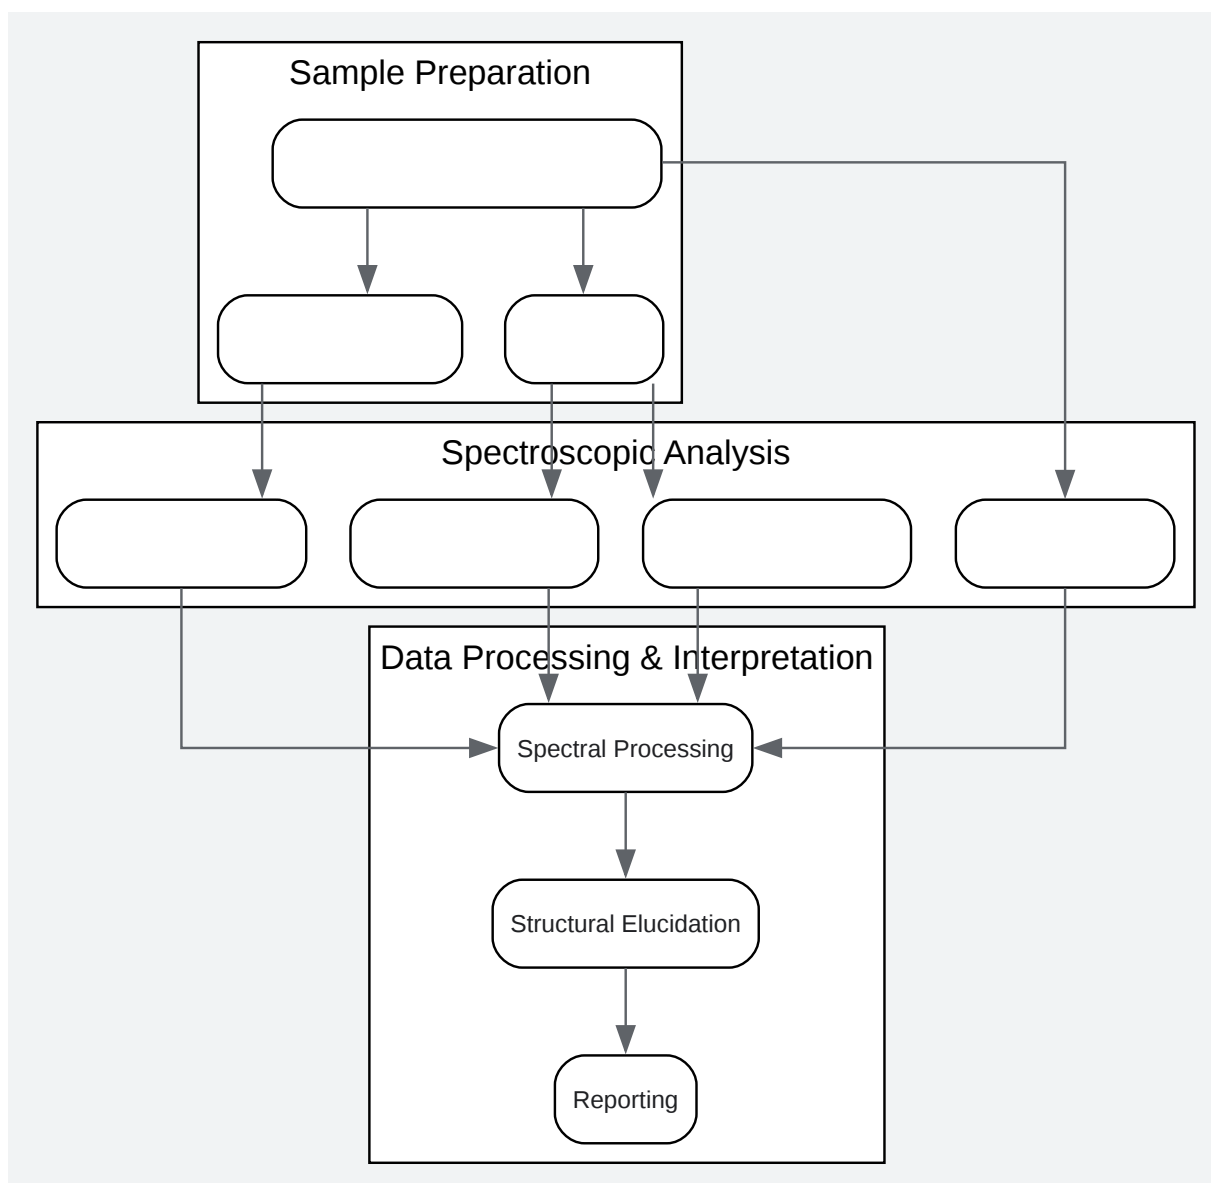 Sample Preparation
Spectroscopic Analysis
Data Processing & Interpretation
Spectral Processing
Structural Elucidation
Reporting